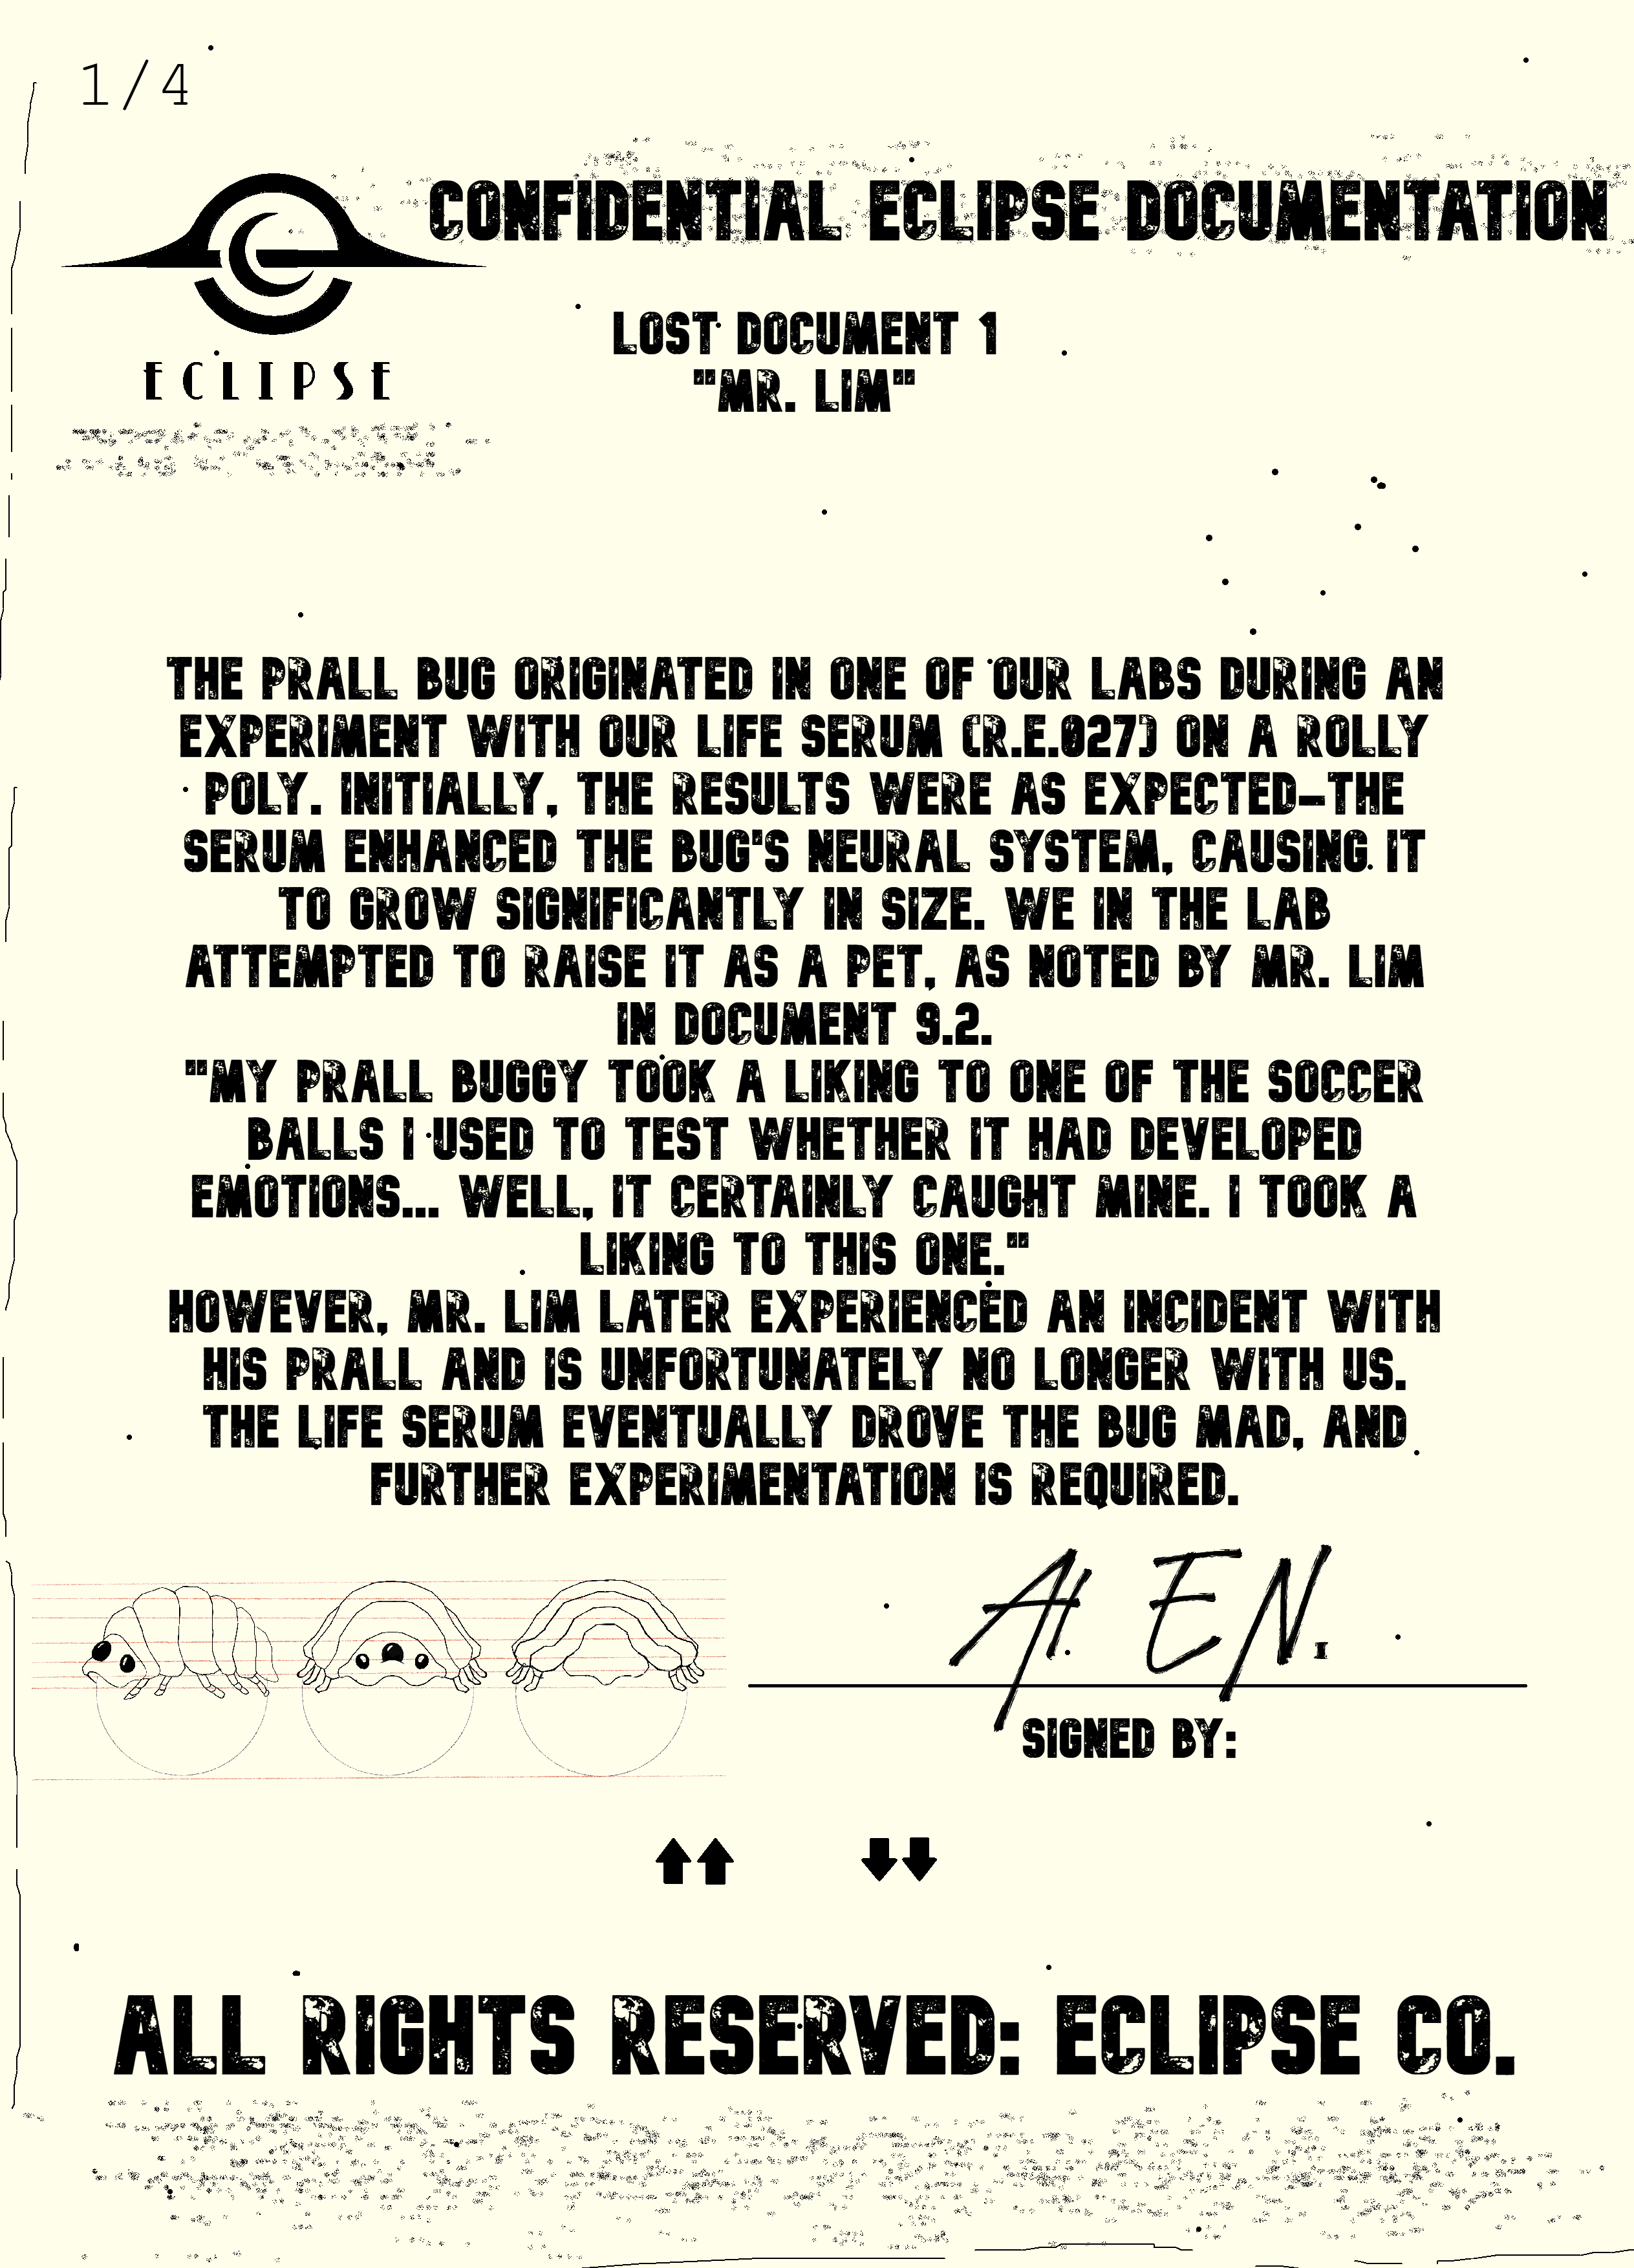 1/4
CONFIDENTIAL ECLIPSE DOCUMENTATION
ECLIPSE
LOST DOCUMENT 1
"MR. LIM"
THE PRALL BUG ORIGINATED IN ONE OF OUR LABS DURING AN
EXPERIMENT WITH OUR LIFE SERUM (R.E.027) ON A ROLLY
POLY. INITIALLY, THE RESULTS WERE AS EXPECTED–THE
SERUM ENHANCED THE BUG'S NEURAL SYSTEM, CAUSING IT
TO GROW SIGNIFICANTLY IN SIZE. WE IN THE LAB
ATTEMPTED TO RAISE IT AS A PET, AS NOTED BY MR. LIM
IN DOCUMENT 9.2.
"MY PRALL BUGGY TOOK A LIKING TO ONE OF THE SOCCER
BALLS I USED TO TEST WHETHER IT HAD DEVELOPED
EMOTIONS... WELL, IT CERTAINLY CAUGHT MINE. I TOOK A
LIKING TO THIS ONE."
HOWEVER, MR. LIM LATER EXPERIENCED AN INCIDENT WITH
HIS PRALL AND IS UNFORTUNATELY NO LONGER WITH US.
THE LIFE SERUM EVENTUALLY DROVE THE BUG MAD, AND
FURTHER EXPERIMENTATION IS REQUIRED.
E N.
SIGNED BY:
ALL RIGHTS RESERVED: ECLIPSE CO.